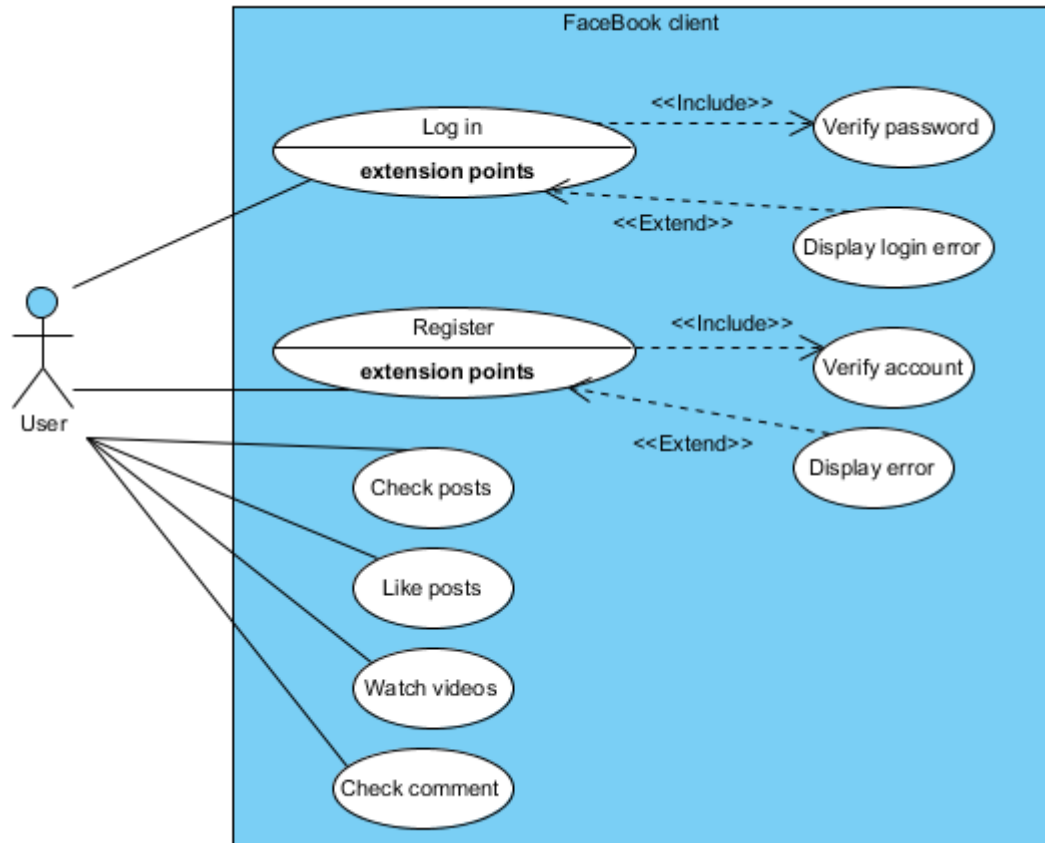 FaceBook client
Log in
extension points
<<Include>>
Verify password
<<Extend>>
Display login error
User
Register
extension points
<<Include>>
Verify account
<<Extend>>
Display error
Check posts
Like posts
Watch videos
Check comment